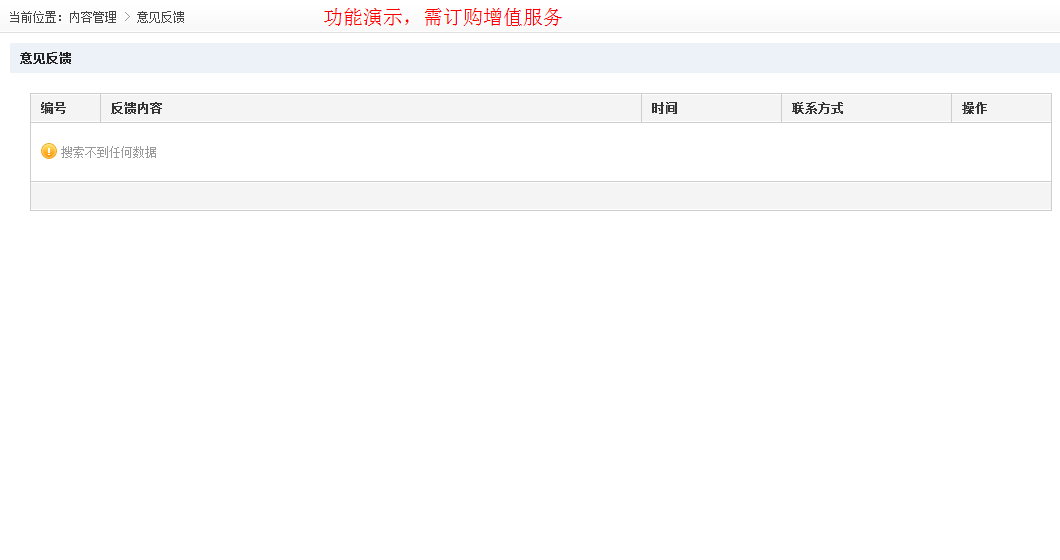 当前位置：内容管理 > 意见反馈 功能演示，需订购增值服务
意见反馈
编号 反馈内容 时间 联系方式 操作
搜索不到任何数据